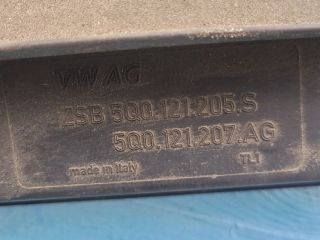 VW AG
ZSB 5Q0.121.205.S
5Q0.121.207.AG
made in Italy TL1